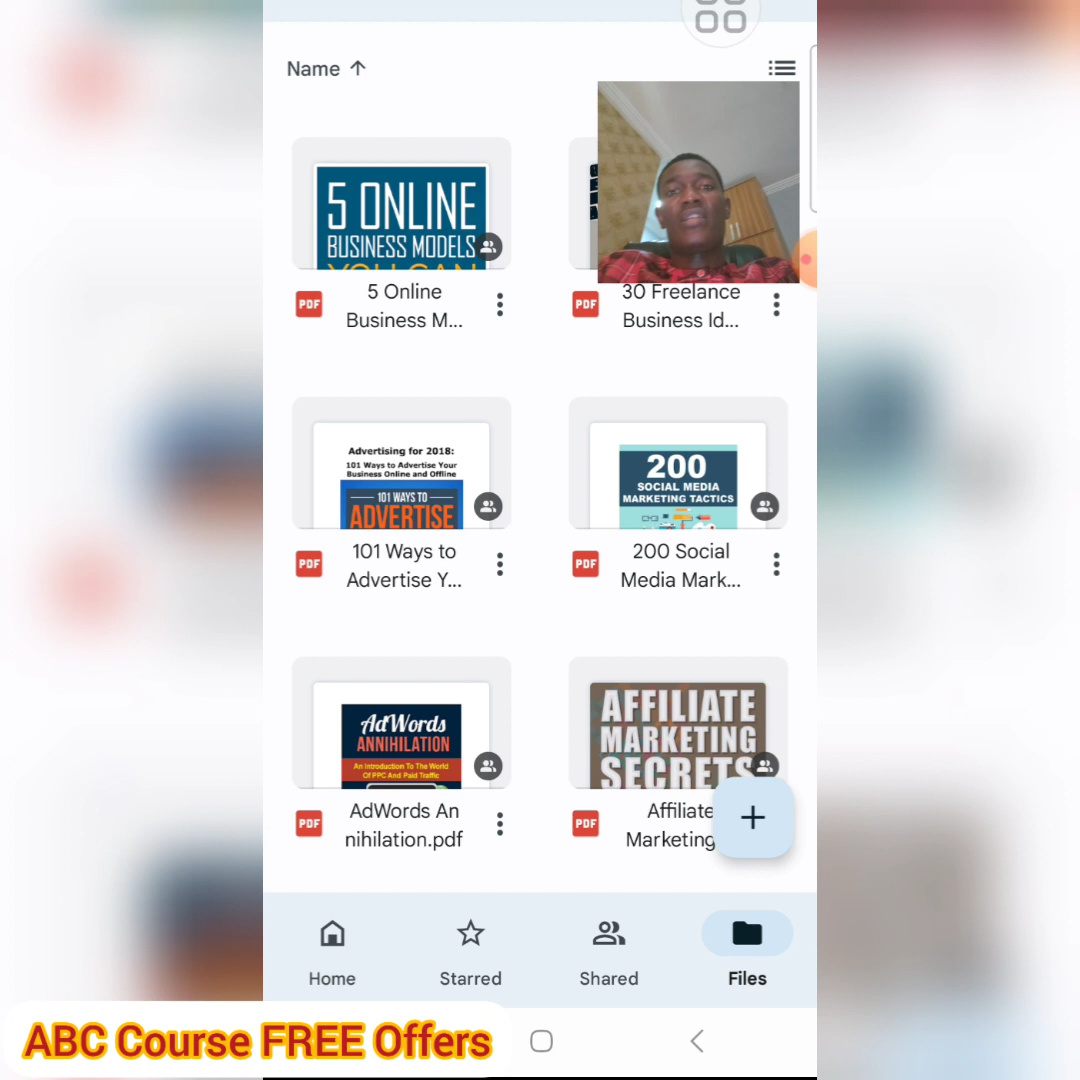 Name
5 ONLINE
BUSINESS MODELS
YOU CAN
PDF
5 Online
Business M...
PDF
30 Freelance
Business Id...
Advertising for 2018:
101 Ways to Advertise Your
Business Online and Offline
101 WAYS TO
ADVERTISE
200
SOCIAL MEDIA
MARKETING TACTICS
PDF
101 Ways to
Advertise Y...
PDF
200 Social
Media Mark...
AdWords
ANNIHILATION
An Introduction To The World
Of PPC And Paid Traffic
AFFILIATE
MARKETING
SECRETS
PDF
AdWords An
nihilation.pdf
PDF
Affiliate
Marketing
Home
Starred
Shared
Files
ABC Course FREE Offers